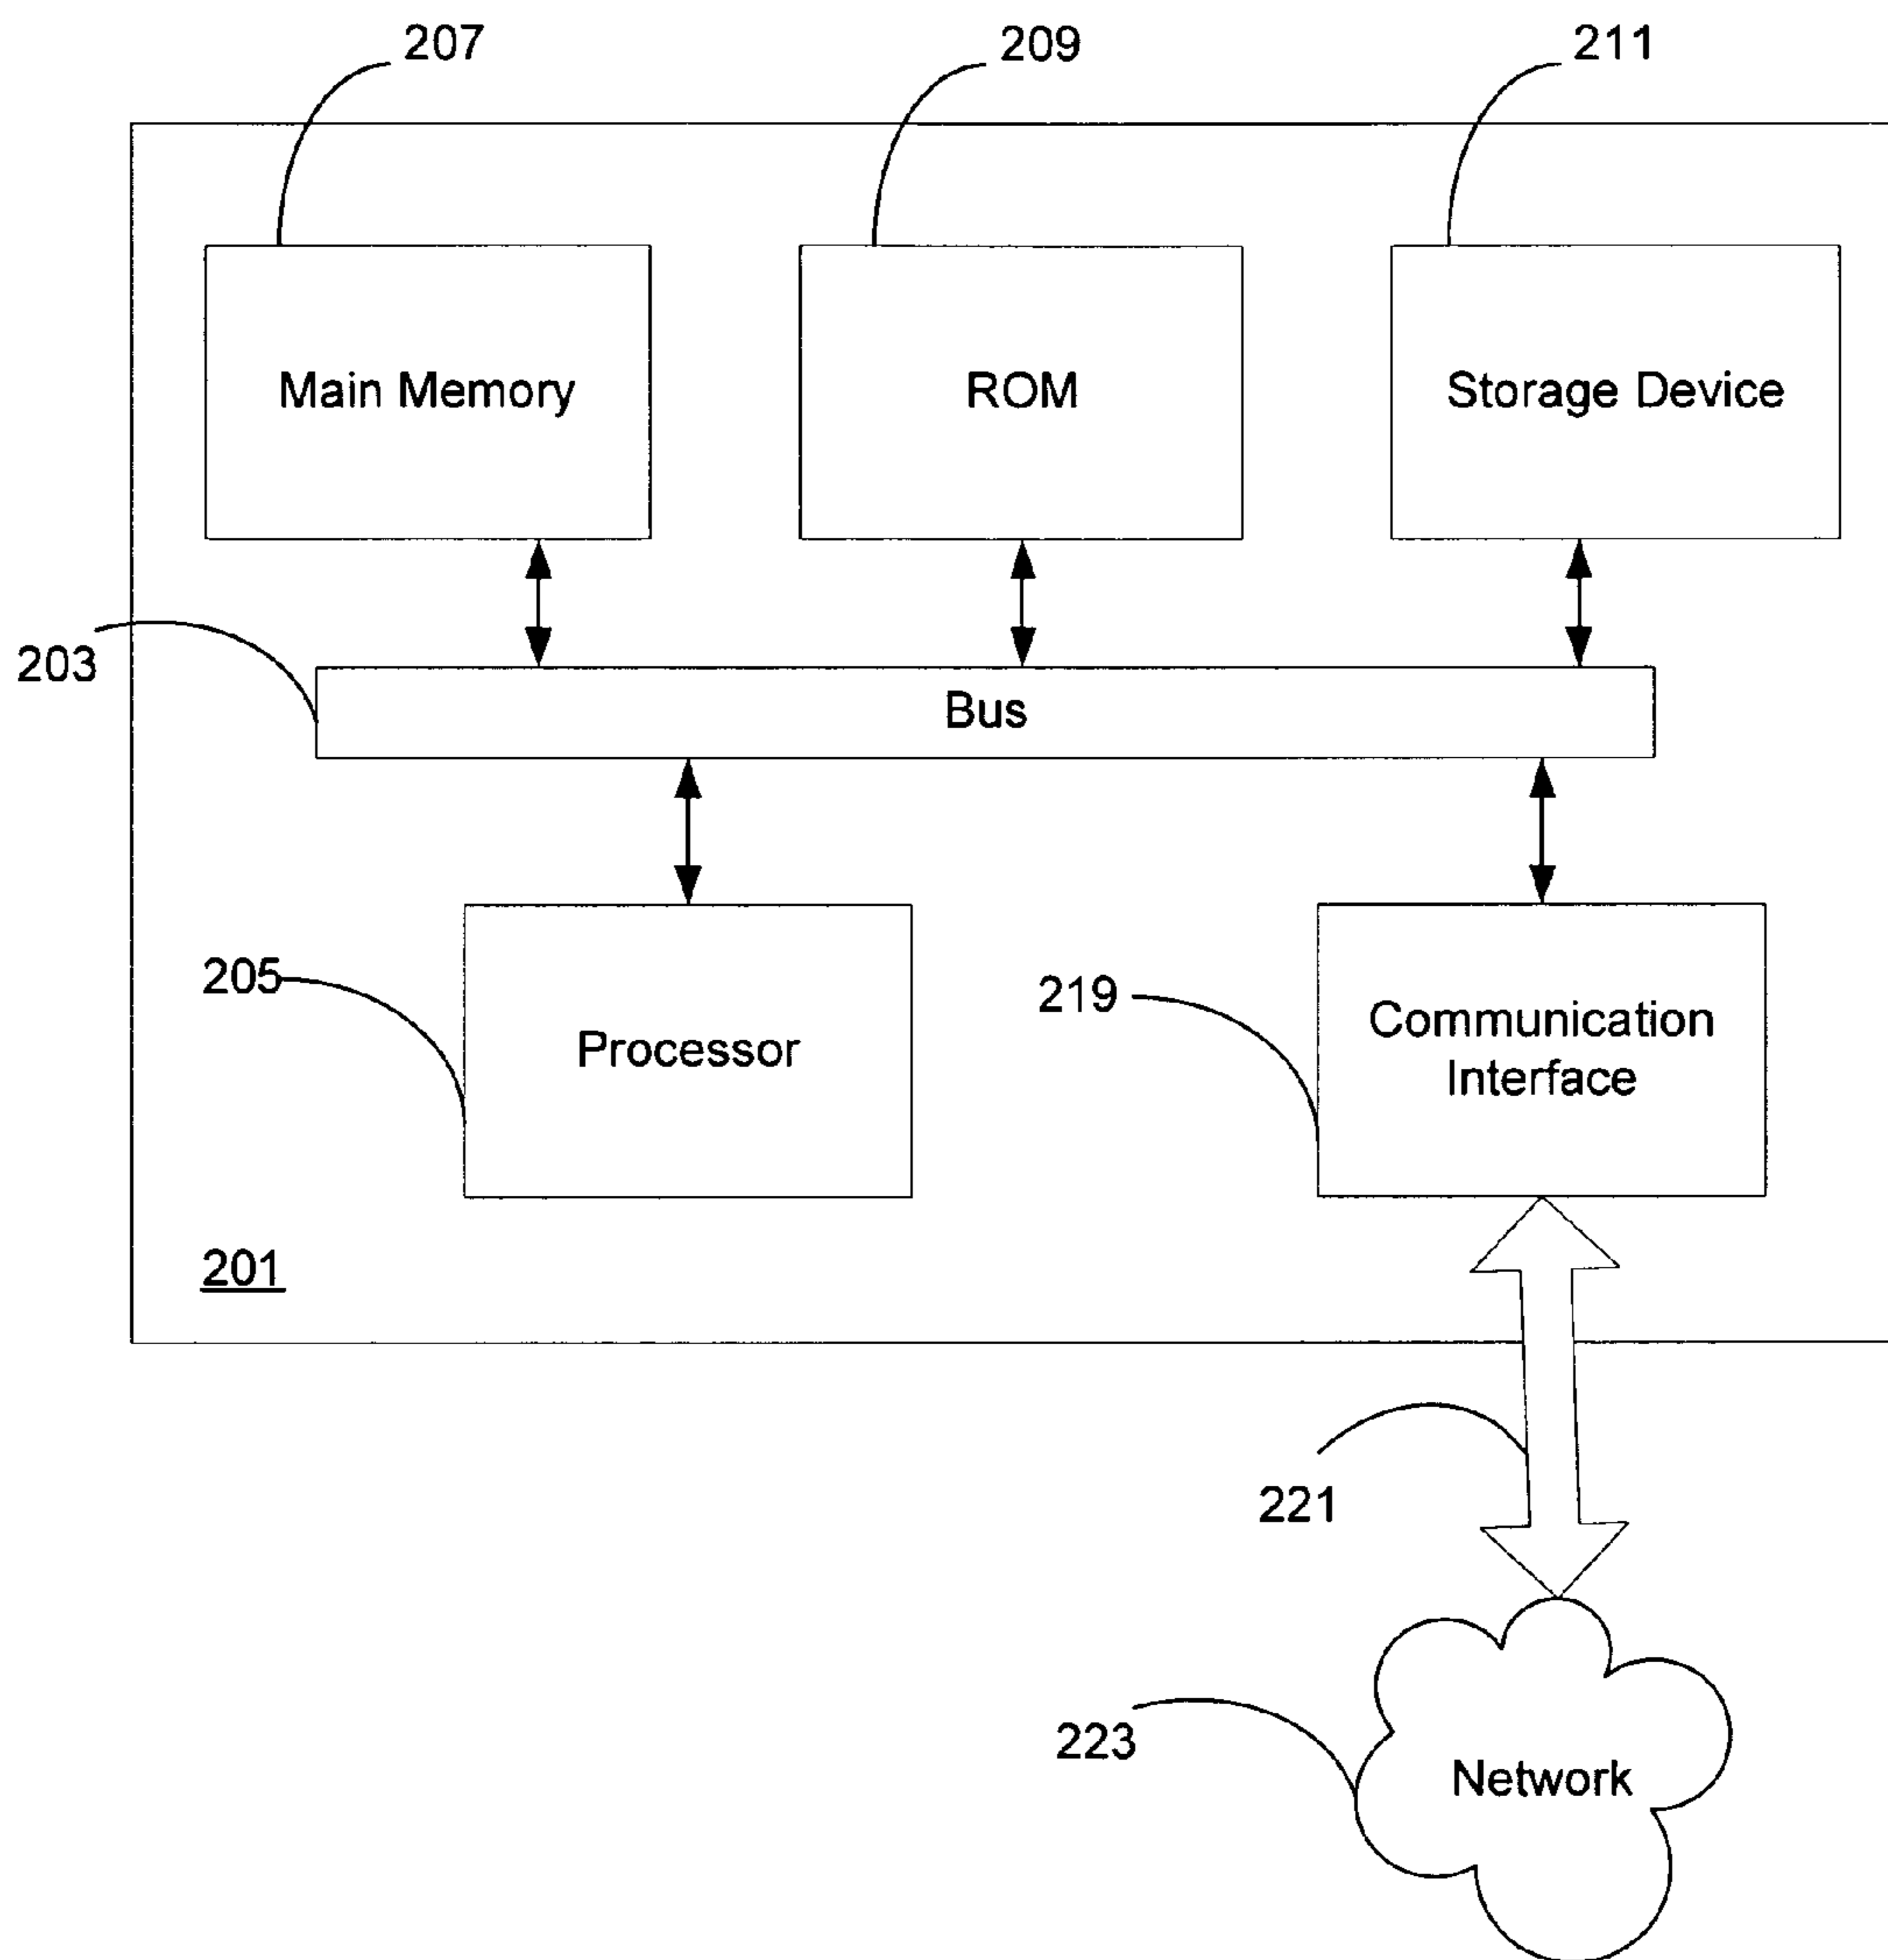 207
209
211
Main Memory
ROM
Storage Device
203
Bus
205
Processor
219
Communication
Interface
201
221
223
Network